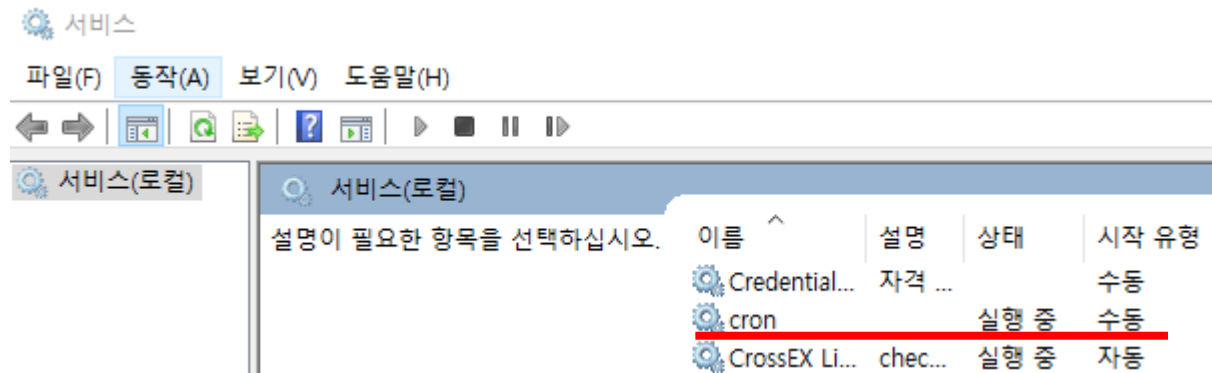 서비스
파일(F) 동작(A) 보기(V) 도움말(H)
서비스(로컬)
서비스(로컬)
설명이 필요한 항목을 선택하십시오.
이름 설명 상태 시작 유형
Credential... 자격 ... 수동
cron 실행 중 수동
CrossEX Li... chec... 실행 중 자동